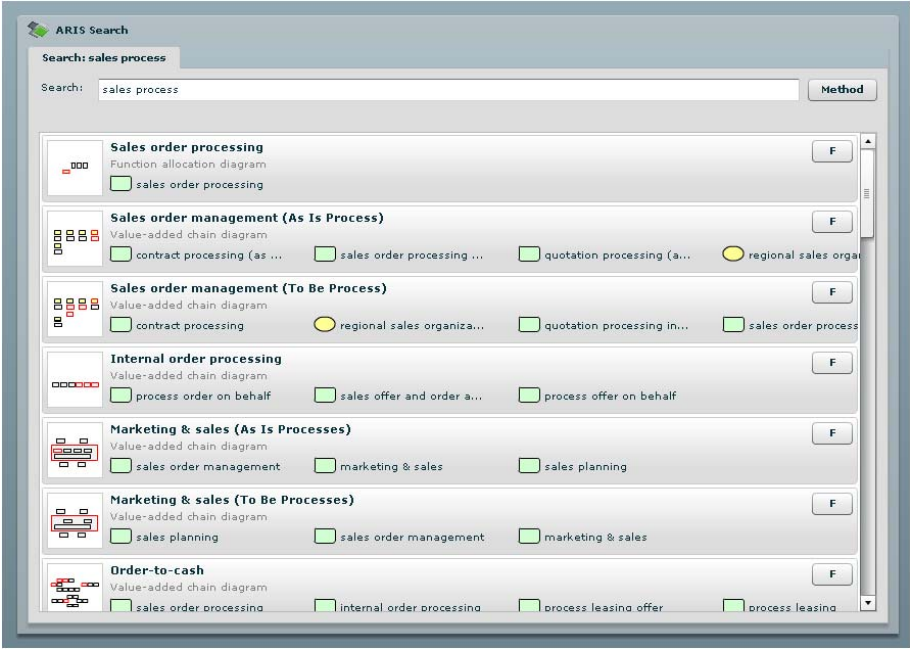 ARIS Search
Search: sales process
Search: sales process Method
Sales order processing F
Function allocation diagram
sales order processing
Sales order management (As Is Process) F
Value-added chain diagram
contract processing (as ... sales order processing ... quotation processing (a... regional sales orga
Sales order management (To Be Process) F
Value-added chain diagram
contract processing regional sales organiza... quotation processing in... sales order process
Internal order processing F
Value-added chain diagram
process order on behalf sales offer and order a... process offer on behalf
Marketing & sales (As Is Processes) F
Value-added chain diagram
sales order management marketing & sales sales planning
Marketing & sales (To Be Processes) F
Value-added chain diagram
sales planning sales order management marketing & sales
Order-to-cash F
Value-added chain diagram
sales order processing internal order processing process leasing offer process leasing